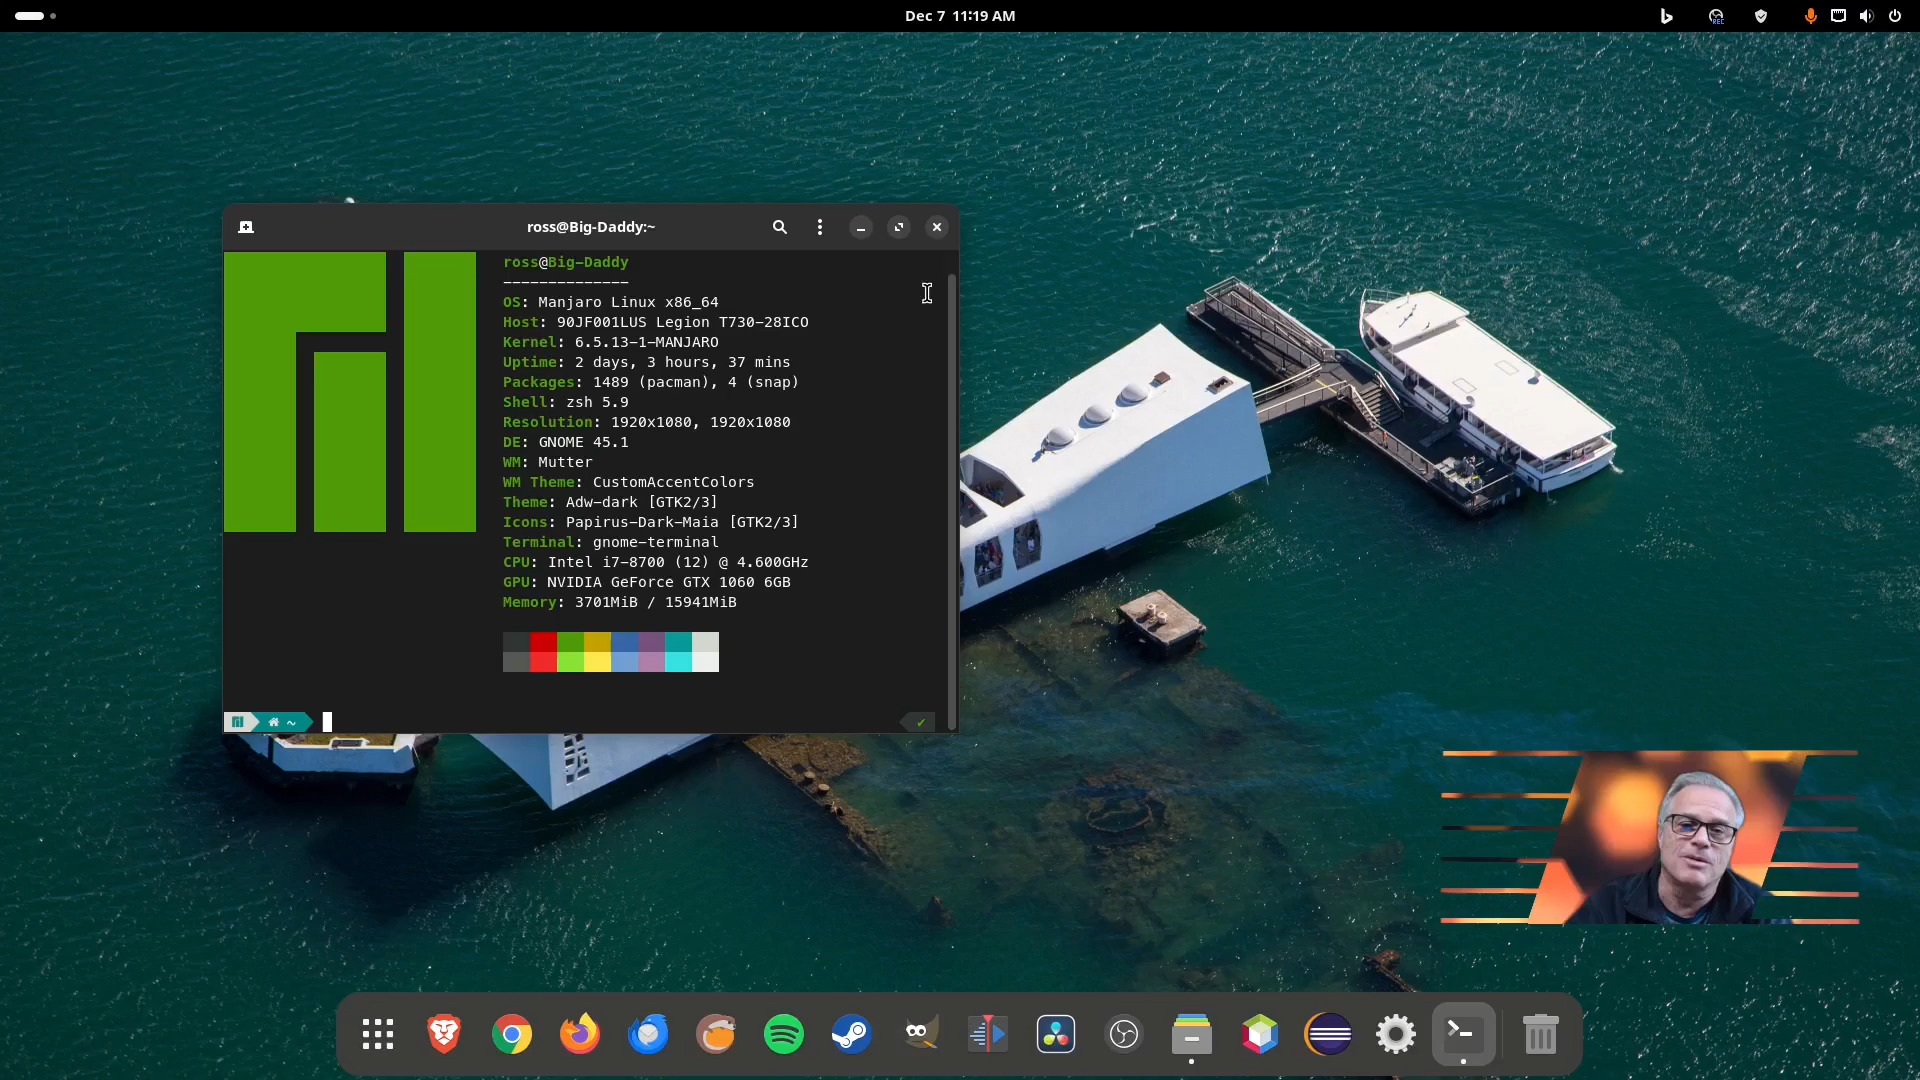 Dec 7 11:19 AM
REC
ross@Big-Daddy:~
ross@Big-Daddy
--------------
OS: Manjaro Linux x86_64
Host: 90JF001LUS Legion T730-28ICO
Kernel: 6.5.13-1-MANJARO
Uptime: 2 days, 3 hours, 37 mins
Packages: 1489 (pacman), 4 (snap)
Shell: zsh 5.9
Resolution: 1920x1080, 1920x1080
DE: GNOME 45.1
WM: Mutter
WM Theme: CustomAccentColors
Theme: Adw-dark [GTK2/3]
Icons: Papirus-Dark-Maia [GTK2/3]
Terminal: gnome-terminal
CPU: Intel i7-8700 (12) @ 4.600GHz
GPU: NVIDIA GeForce GTX 1060 6GB
Memory: 3701MiB / 15941MiB
~ ✓